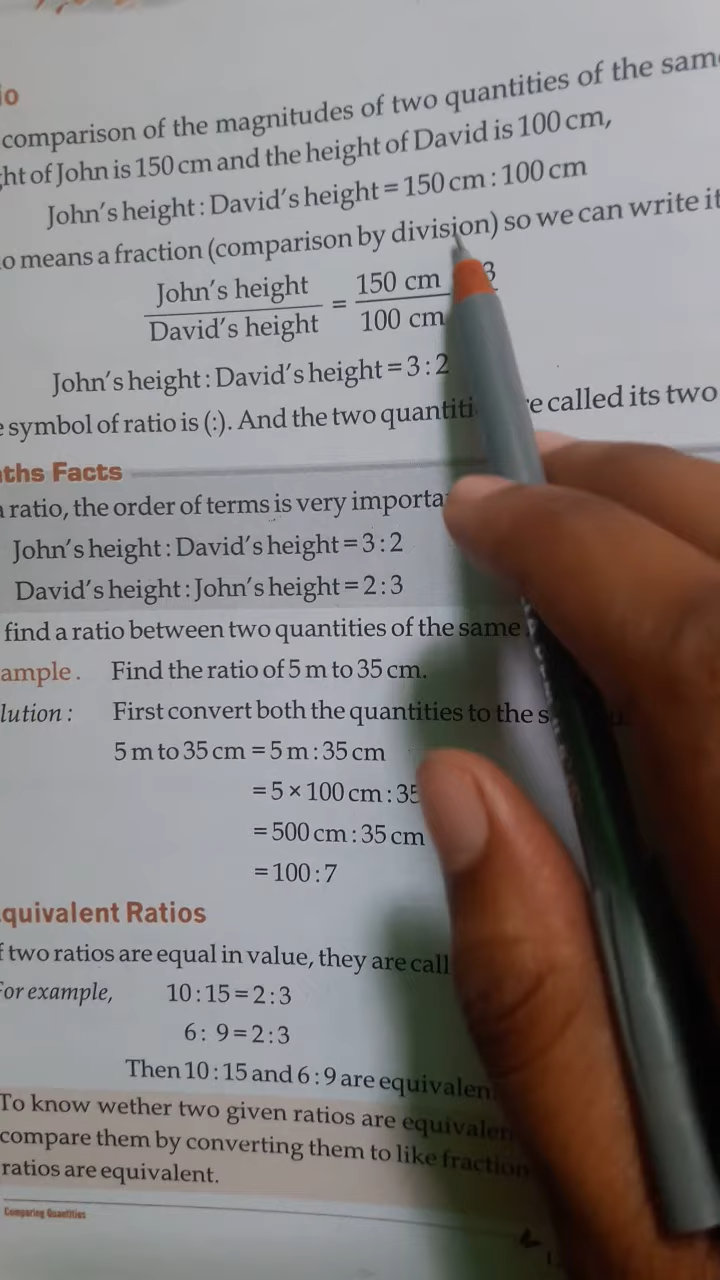 io
comparison of the magnitudes of two quantities of the sam
ht of John is 150 cm and the height of David is 100 cm,
John's height : David's height = 150 cm : 100 cm
o means a fraction (comparison by division) so we can write it
John's height / David's height = 150 cm / 100 cm 3
John's height : David's height = 3 : 2
e symbol of ratio is (:). And the two quantiti e called its two
ths Facts
a ratio, the order of terms is very importa
John's height : David's height = 3 : 2
David's height : John's height = 2 : 3
find a ratio between two quantities of the same
ample. Find the ratio of 5 m to 35 cm.
lution : First convert both the quantities to the s
5 m to 35 cm = 5 m : 35 cm
= 5 × 100 cm : 35
= 500 cm : 35 cm
= 100 : 7
quivalent Ratios
f two ratios are equal in value, they are call
For example, 10 : 15 = 2 : 3
6 : 9 = 2 : 3
Then 10 : 15 and 6 : 9 are equivalen
To know wether two given ratios are equivalen
compare them by converting them to like fraction
ratios are equivalent.
Comparing Quantities